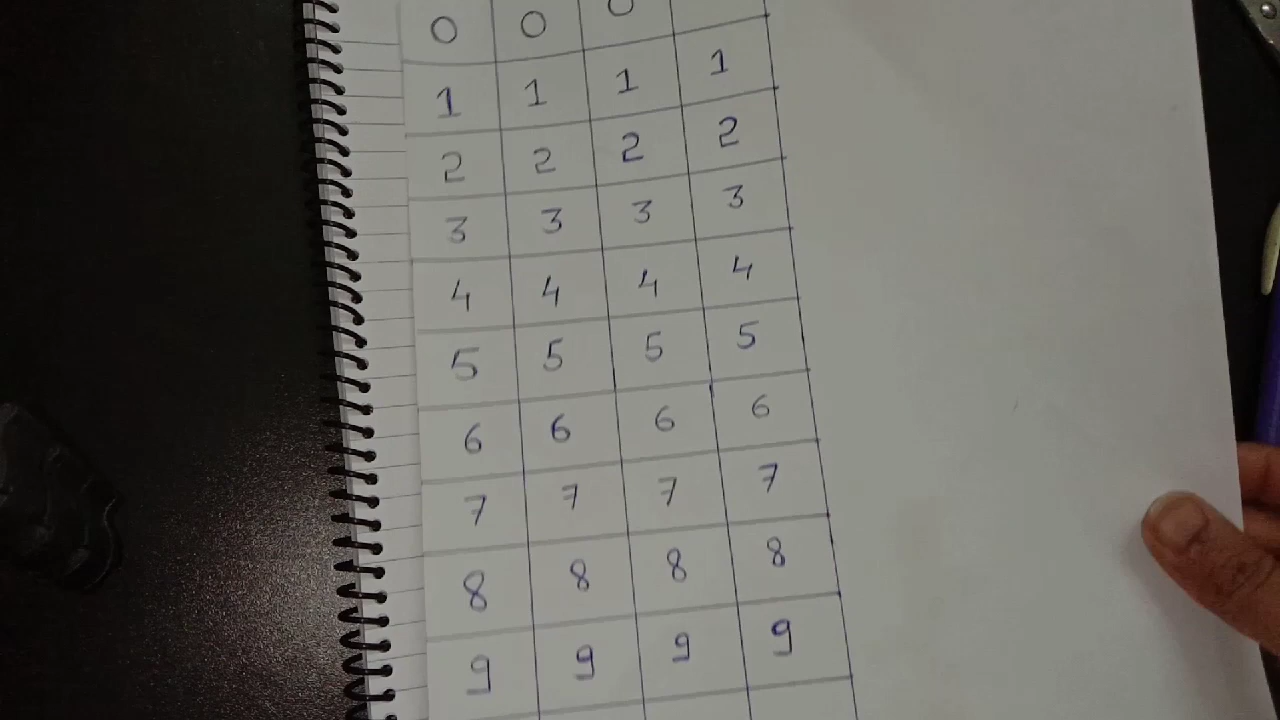 0 0 0
1 1 1 1
2 2 2 2
3 3 3 3
4 4 4 4
5 5 5 5
6 6 6 6
7 7 7 7
8 8 8 8
9 9 9 9